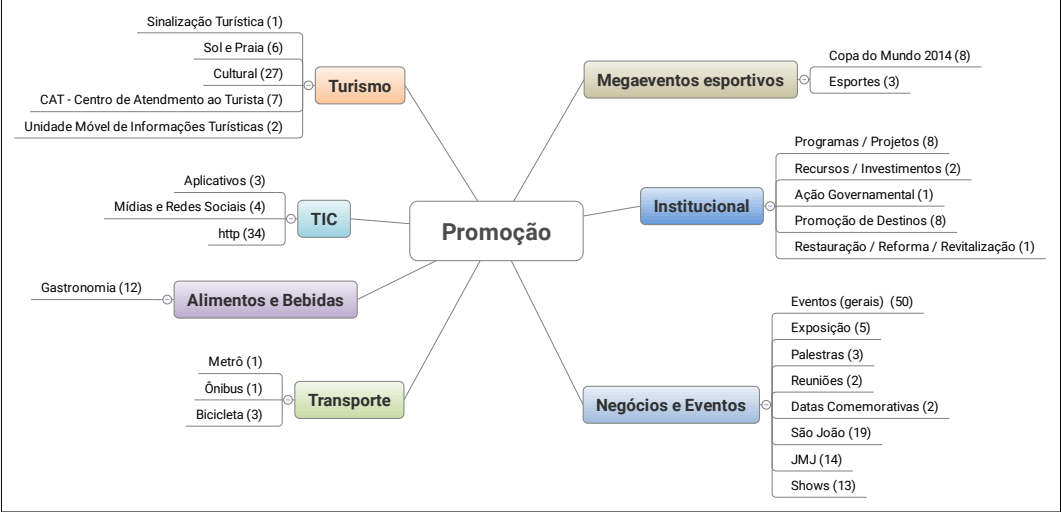 Promoção
Turismo
Sinalização Turística (1)
Sol e Praia (6)
Cultural (27)
CAT - Centro de Atendmento ao Turista (7)
Unidade Móvel de Informações Turísticas (2)
TIC
Aplicativos (3)
Mídias e Redes Sociais (4)
http (34)
Alimentos e Bebidas
Gastronomia (12)
Transporte
Metrô (1)
Ônibus (1)
Bicicleta (3)
Megaeventos esportivos
Copa do Mundo 2014 (8)
Esportes (3)
Institucional
Programas / Projetos (8)
Recursos / Investimentos (2)
Ação Governamental (1)
Promoção de Destinos (8)
Restauração / Reforma / Revitalização (1)
Negócios e Eventos
Eventos (gerais) (50)
Exposição (5)
Palestras (3)
Reuniões (2)
Datas Comemorativas (2)
São João (19)
JMJ (14)
Shows (13)